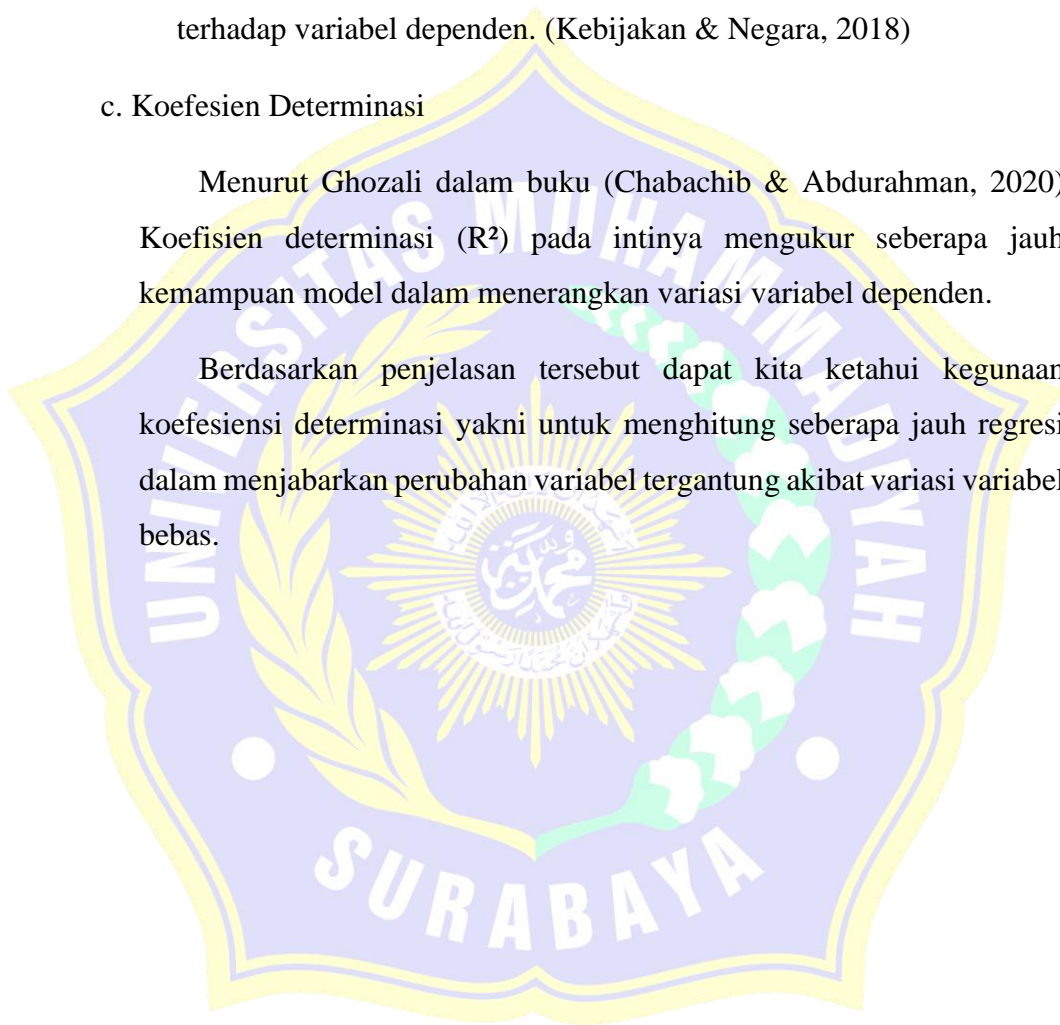 terhadap variabel dependen. (Kebijakan & Negara, 2018)
c. Koefesien Determinasi
Menurut Ghozali dalam buku (Chabachib & Abdurahman, 2020)
Koefisien determinasi (R²) pada intinya mengukur seberapa jauh
kemampuan model dalam menerangkan variasi variabel dependen.
Berdasarkan penjelasan tersebut dapat kita ketahui kegunaan
koefesiensi determinasi yakni untuk menghitung seberapa jauh regresi
dalam menjabarkan perubahan variabel tergantung akibat variasi variabel
bebas.
UNIVERSITAS MUHAMMADIYAH
SURABAYA